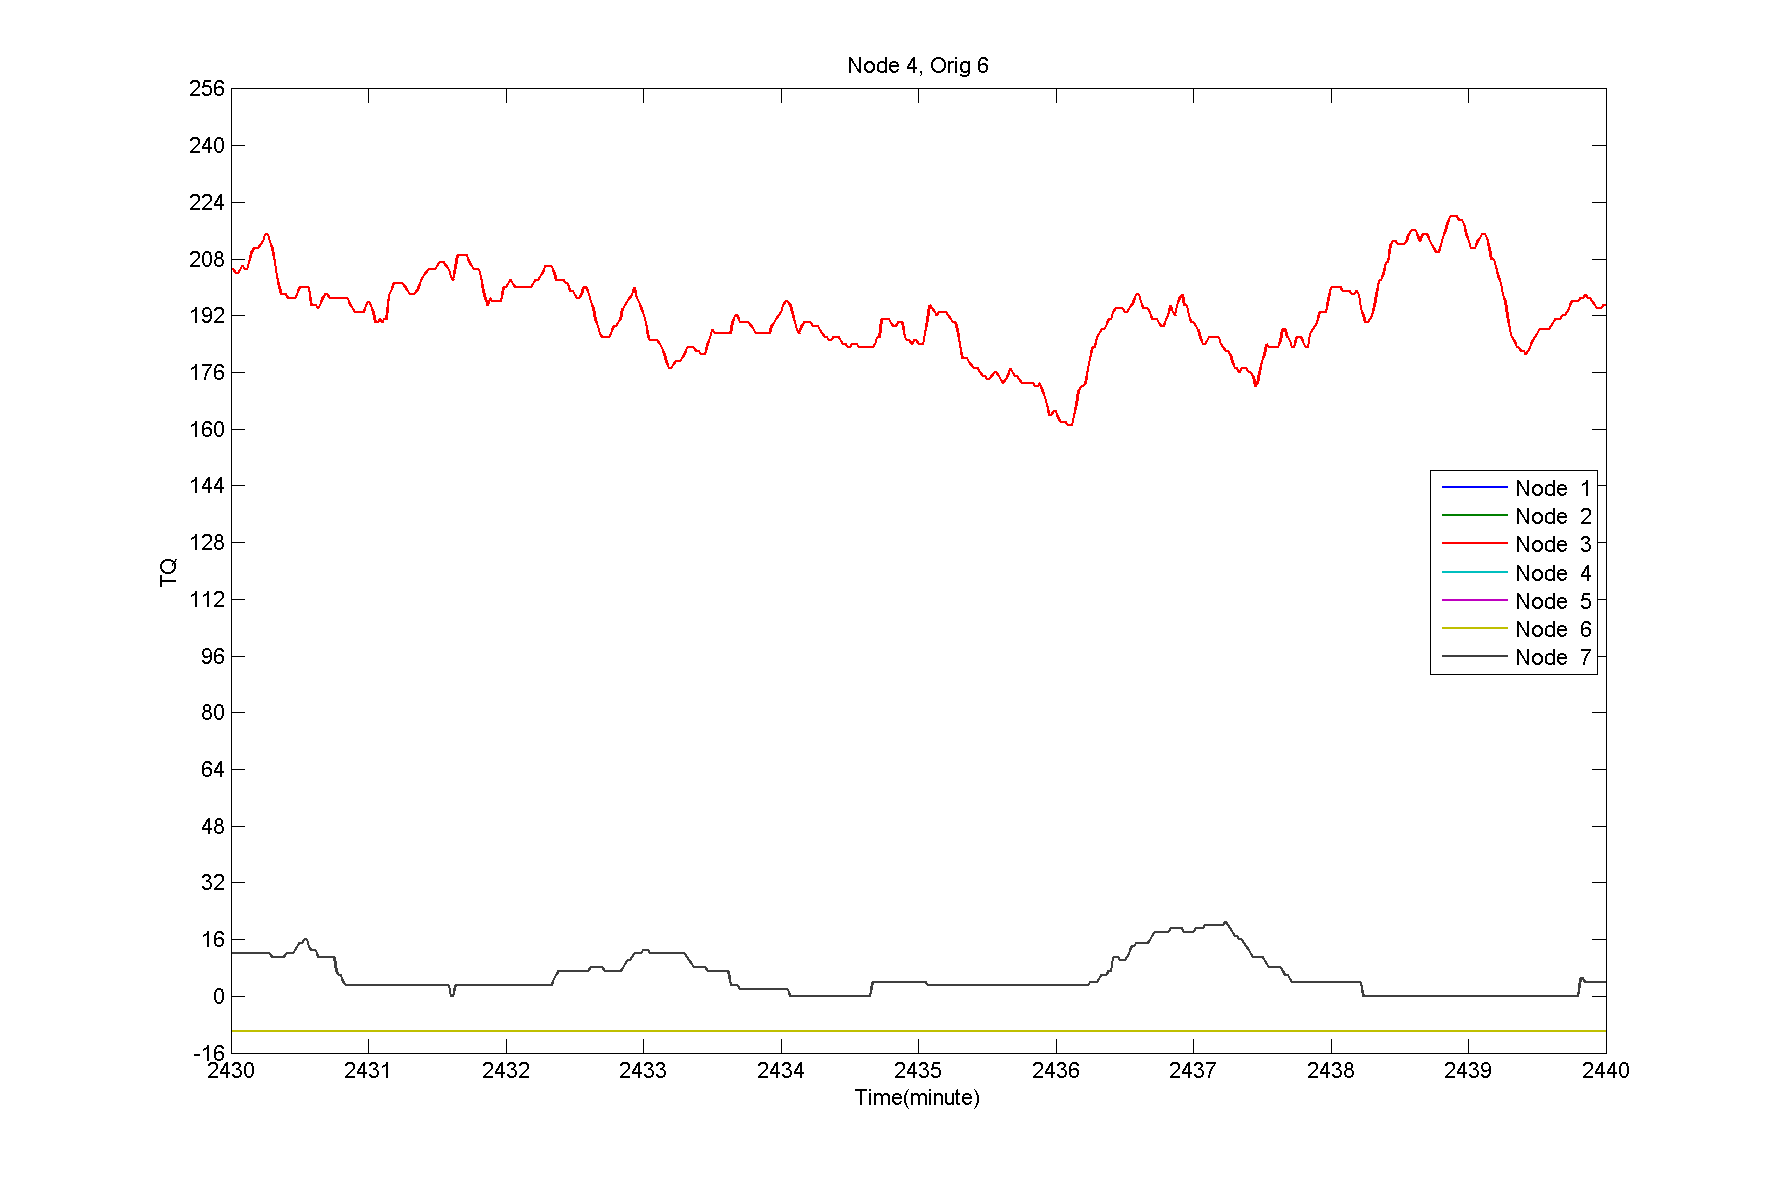 Node 4, Orig 6
256
240
224
208
192
176
160
144
128
112
96
80
64
48
32
16
0
-16
TQ
Node 1
Node 2
Node 3
Node 4
Node 5
Node 6
Node 7
2430 2431 2432 2433 2434 2435 2436 2437 2438 2439 2440
Time(minute)